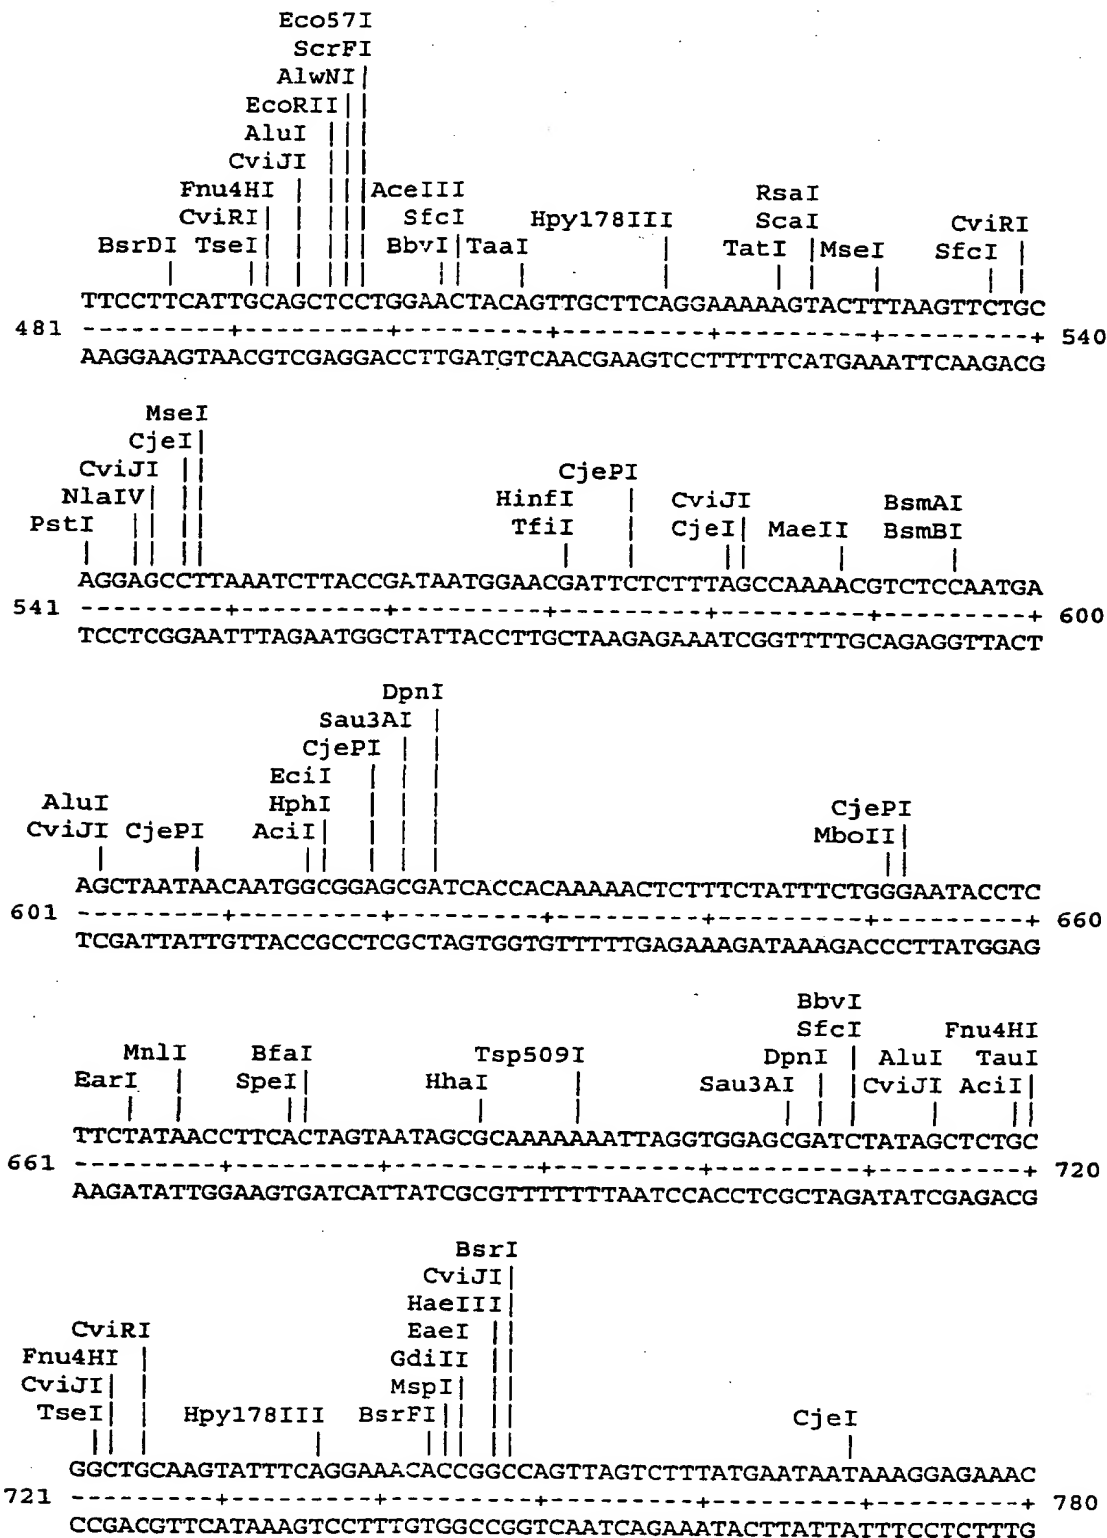 Eco57I
ScrFI
AlwNI|
EcoRII||
AluI |||
CviJI |||
Fnu4HI | |||AceIII RsaI
CviRI| | ||| SfcI Hpy178III ScaI CviRI
BsrDI TseI|| | ||| BbvI|TaaI | TatI |MseI SfcI |
TTCCTTCATTGCAGCTCCTGGAACTACAGTTGCTTCAGGAAAAAGTACTTTAAGTTCTGC
481 ---------+---------+---------+---------+---------+---------+ 540
AAGGAAGTAACGTCGAGGACCTTGATGTCAACGAAGTCCTTTTTCATGAAATTCAAGACG
MseI
CjeI|
CviJI || CjePI
NlaIV| || HinfI | CviJI BsmAI
PstI || || TfiI | CjeI| MaeII BsmBI
AGGAGCCTTAAATCTTACCGATAATGGAACGATTCTCTTTAGCCAAAACGTCTCCAATGA
541 ---------+---------+---------+---------+---------+---------+ 600
TCCTCGGAATTTAGAATGGCTATTACCTTGCTAAGAGAAATCGGTTTTGCAGAGGTTACT
DpnI
Sau3AI |
CjePI | |
EciI | | |
AluI HphI | | | CjePI
CviJI CjePI AciI| | | | MboII|
AGCTAATAACAATGGCGGAGCGATCACCACAAAAACTCTTTCTATTTCTGGGAATACCTC
601 ---------+---------+---------+---------+---------+---------+ 660
TCGATTATTGTTACCGCCTCGCTAGTGGTGTTTTTGAGAAAGATAAAGACCCTTATGGAG
BbvI
MnlI BfaI Tsp509I SfcI Fnu4HI
EarI | SpeI| HhaI | DpnI | AluI TauI
Sau3AI | | CviJI AciI|
TTCTATAACCTTCACTAGTAATAGCGCAAAAAAATTAGGTGGAGCGATCTATAGCTCTGC
661 ---------+---------+---------+---------+---------+---------+ 720
AAGATATTGGAAGTGATCATTATCGCGTTTTTTTAATCCACCTCGCTAGATATCGAGACG
BsrI
CviJI|
HaeIII|
CviRI EaeI ||
Fnu4HI | GdiII ||
CviJI| | MspI| ||
TseI|| | Hpy178III BsrFI|| || CjeI
GGCTGCAAGTATTTCAGGAAACACCGGCCAGTTAGTCTTTATGAATAATAAAGGAGAAAC
721 ---------+---------+---------+---------+---------+---------+ 780
CCGACGTTCATAAAGTCCTTTGTGGCCGGTCAATCAGAAATACTTATTATTTCCTCTTTG